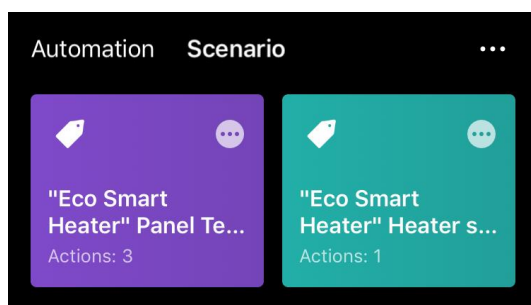 Automation Scenario
"Eco Smart
Heater" Panel Te...
Actions: 3
"Eco Smart
Heater" Heater s...
Actions: 1